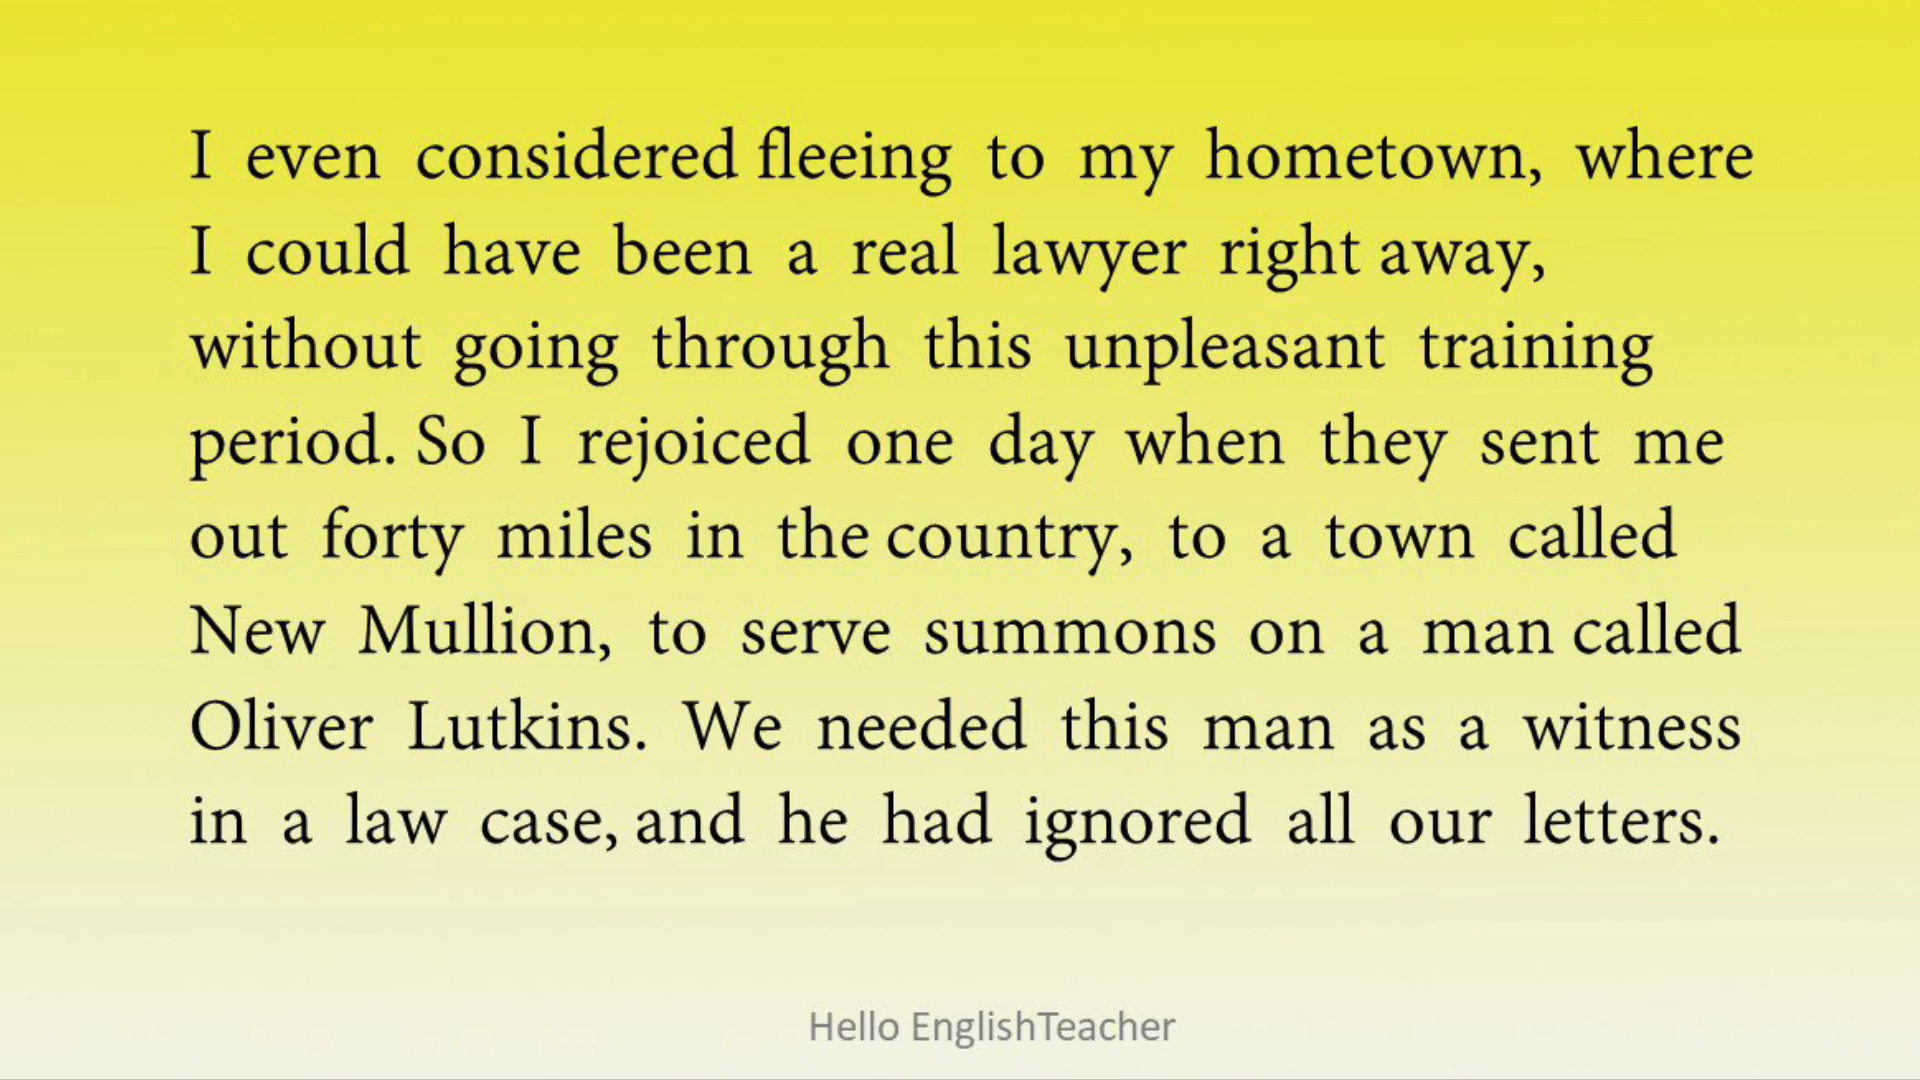 I even considered fleeing to my hometown, where
I could have been a real lawyer right away,
without going through this unpleasant training
period. So I rejoiced one day when they sent me
out forty miles in the country, to a town called
New Mullion, to serve summons on a man called
Oliver Lutkins. We needed this man as a witness
in a law case, and he had ignored all our letters.
Hello EnglishTeacher